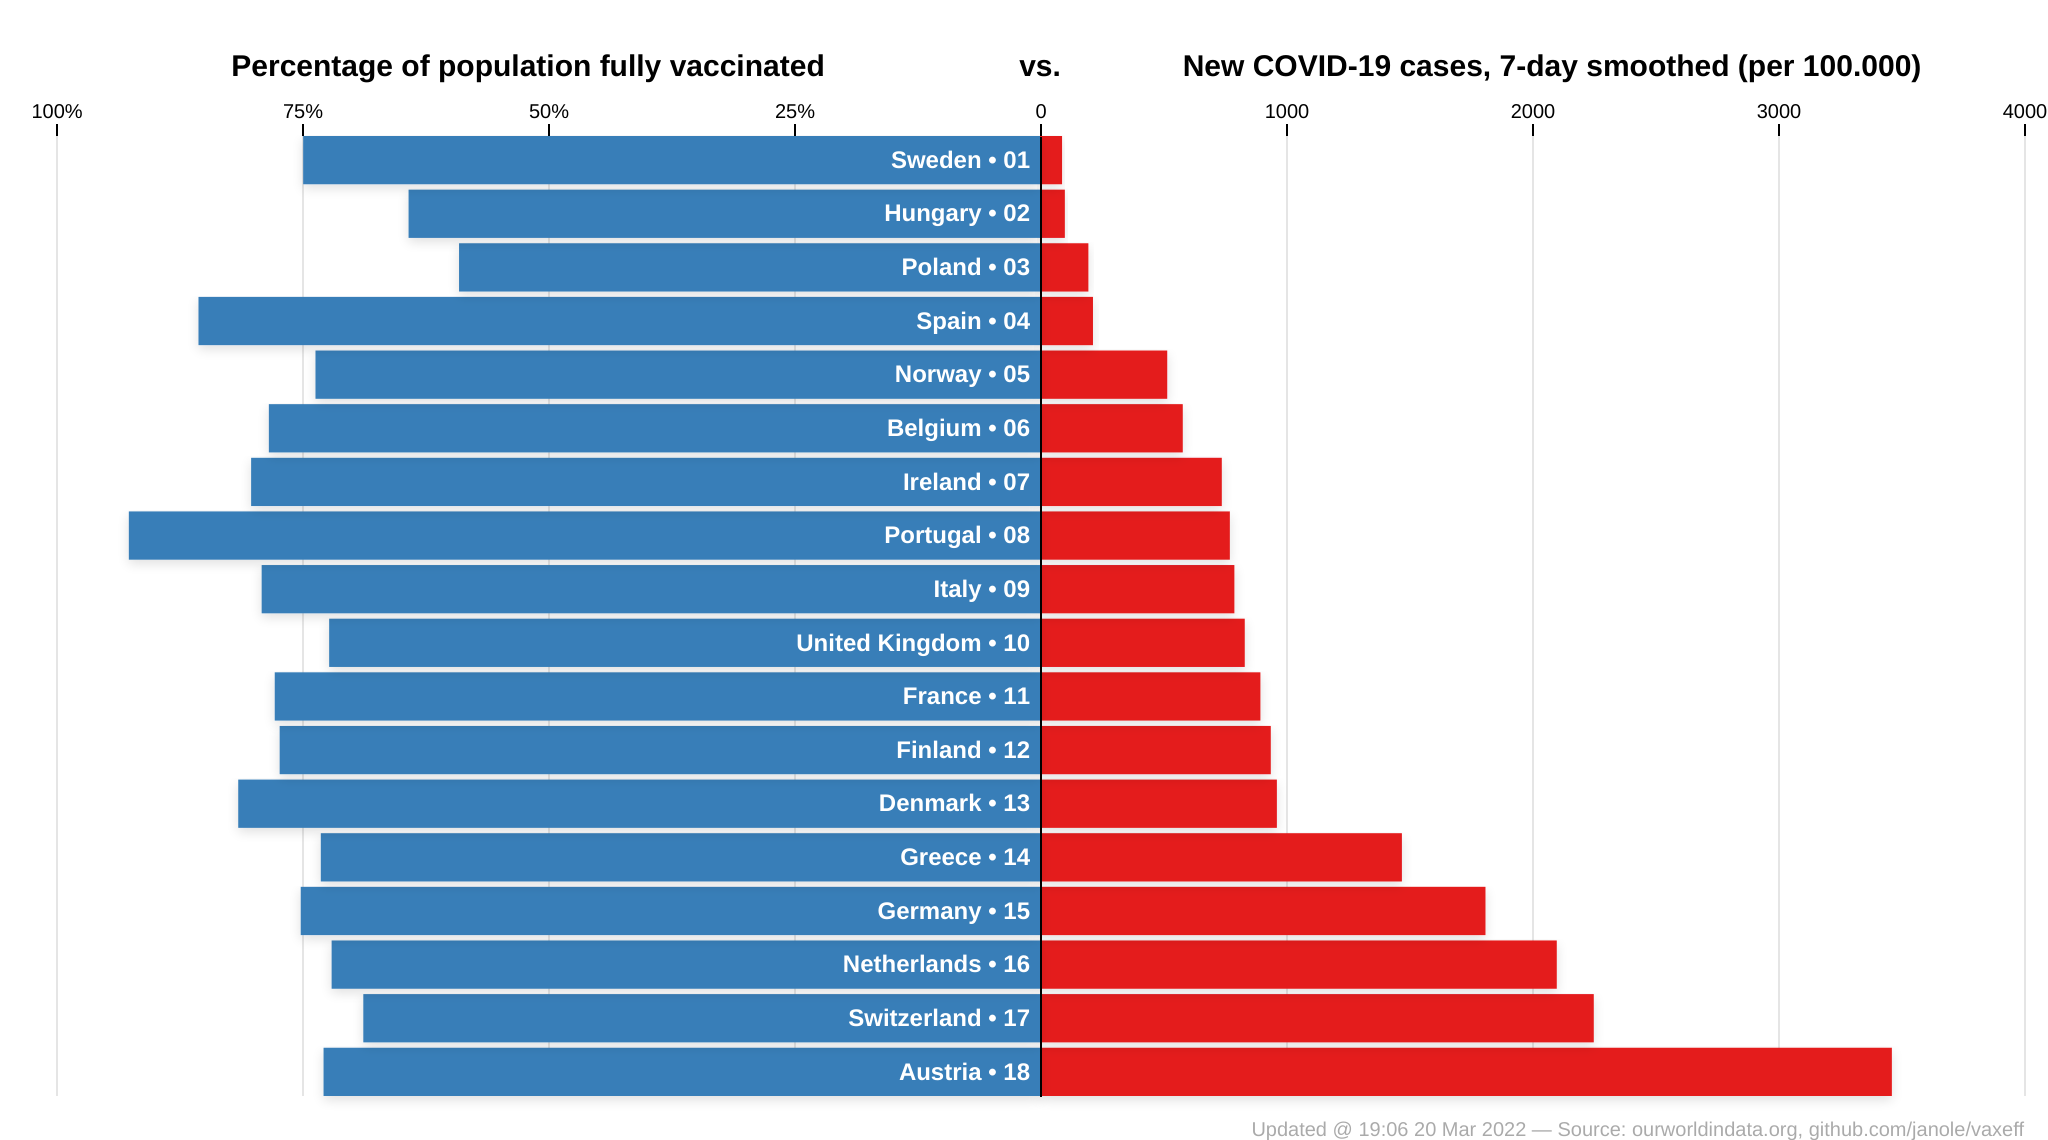 Percentage of population fully vaccinated vs. New COVID-19 cases, 7-day smoothed (per 100.000)
100% 75% 50% 25% 0 1000 2000 3000 4000
Sweden • 01
Hungary • 02
Poland • 03
Spain • 04
Norway • 05
Belgium • 06
Ireland • 07
Portugal • 08
Italy • 09
United Kingdom • 10
France • 11
Finland • 12
Denmark • 13
Greece • 14
Germany • 15
Netherlands • 16
Switzerland • 17
Austria • 18
Updated @ 19:06 20 Mar 2022 — Source: ourworldindata.org, github.com/janole/vaxeff